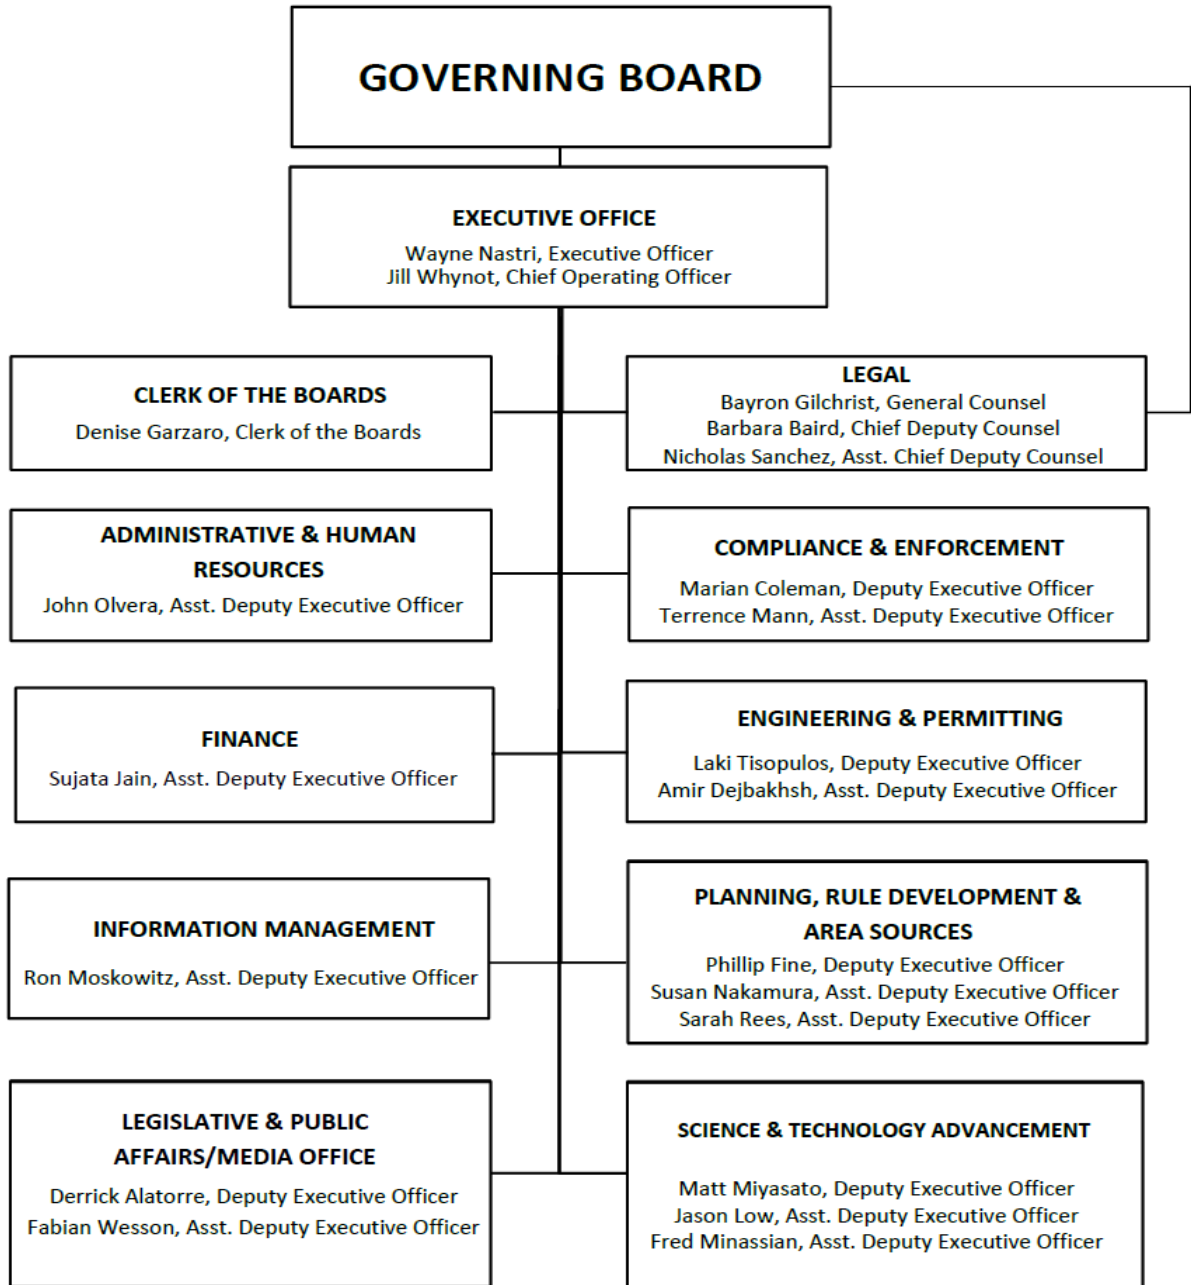 GOVERNING BOARD
EXECUTIVE OFFICE
Wayne Nastri, Executive Officer
Jill Whynot, Chief Operating Officer
CLERK OF THE BOARDS
Denise Garzaro, Clerk of the Boards
LEGAL
Bayron Gilchrist, General Counsel
Barbara Baird, Chief Deputy Counsel
Nicholas Sanchez, Asst. Chief Deputy Counsel
ADMINISTRATIVE & HUMAN
RESOURCES
John Olvera, Asst. Deputy Executive Officer
COMPLIANCE & ENFORCEMENT
Marian Coleman, Deputy Executive Officer
Terrence Mann, Asst. Deputy Executive Officer
FINANCE
Sujata Jain, Asst. Deputy Executive Officer
ENGINEERING & PERMITTING
Laki Tisopulos, Deputy Executive Officer
Amir Dejbakhsh, Asst. Deputy Executive Officer
INFORMATION MANAGEMENT
Ron Moskowitz, Asst. Deputy Executive Officer
PLANNING, RULE DEVELOPMENT &
AREA SOURCES
Phillip Fine, Deputy Executive Officer
Susan Nakamura, Asst. Deputy Executive Officer
Sarah Rees, Asst. Deputy Executive Officer
LEGISLATIVE & PUBLIC
AFFAIRS/MEDIA OFFICE
Derrick Alatorre, Deputy Executive Officer
Fabian Wesson, Asst. Deputy Executive Officer
SCIENCE & TECHNOLOGY ADVANCEMENT
Matt Miyasato, Deputy Executive Officer
Jason Low, Asst. Deputy Executive Officer
Fred Minassian, Asst. Deputy Executive Officer